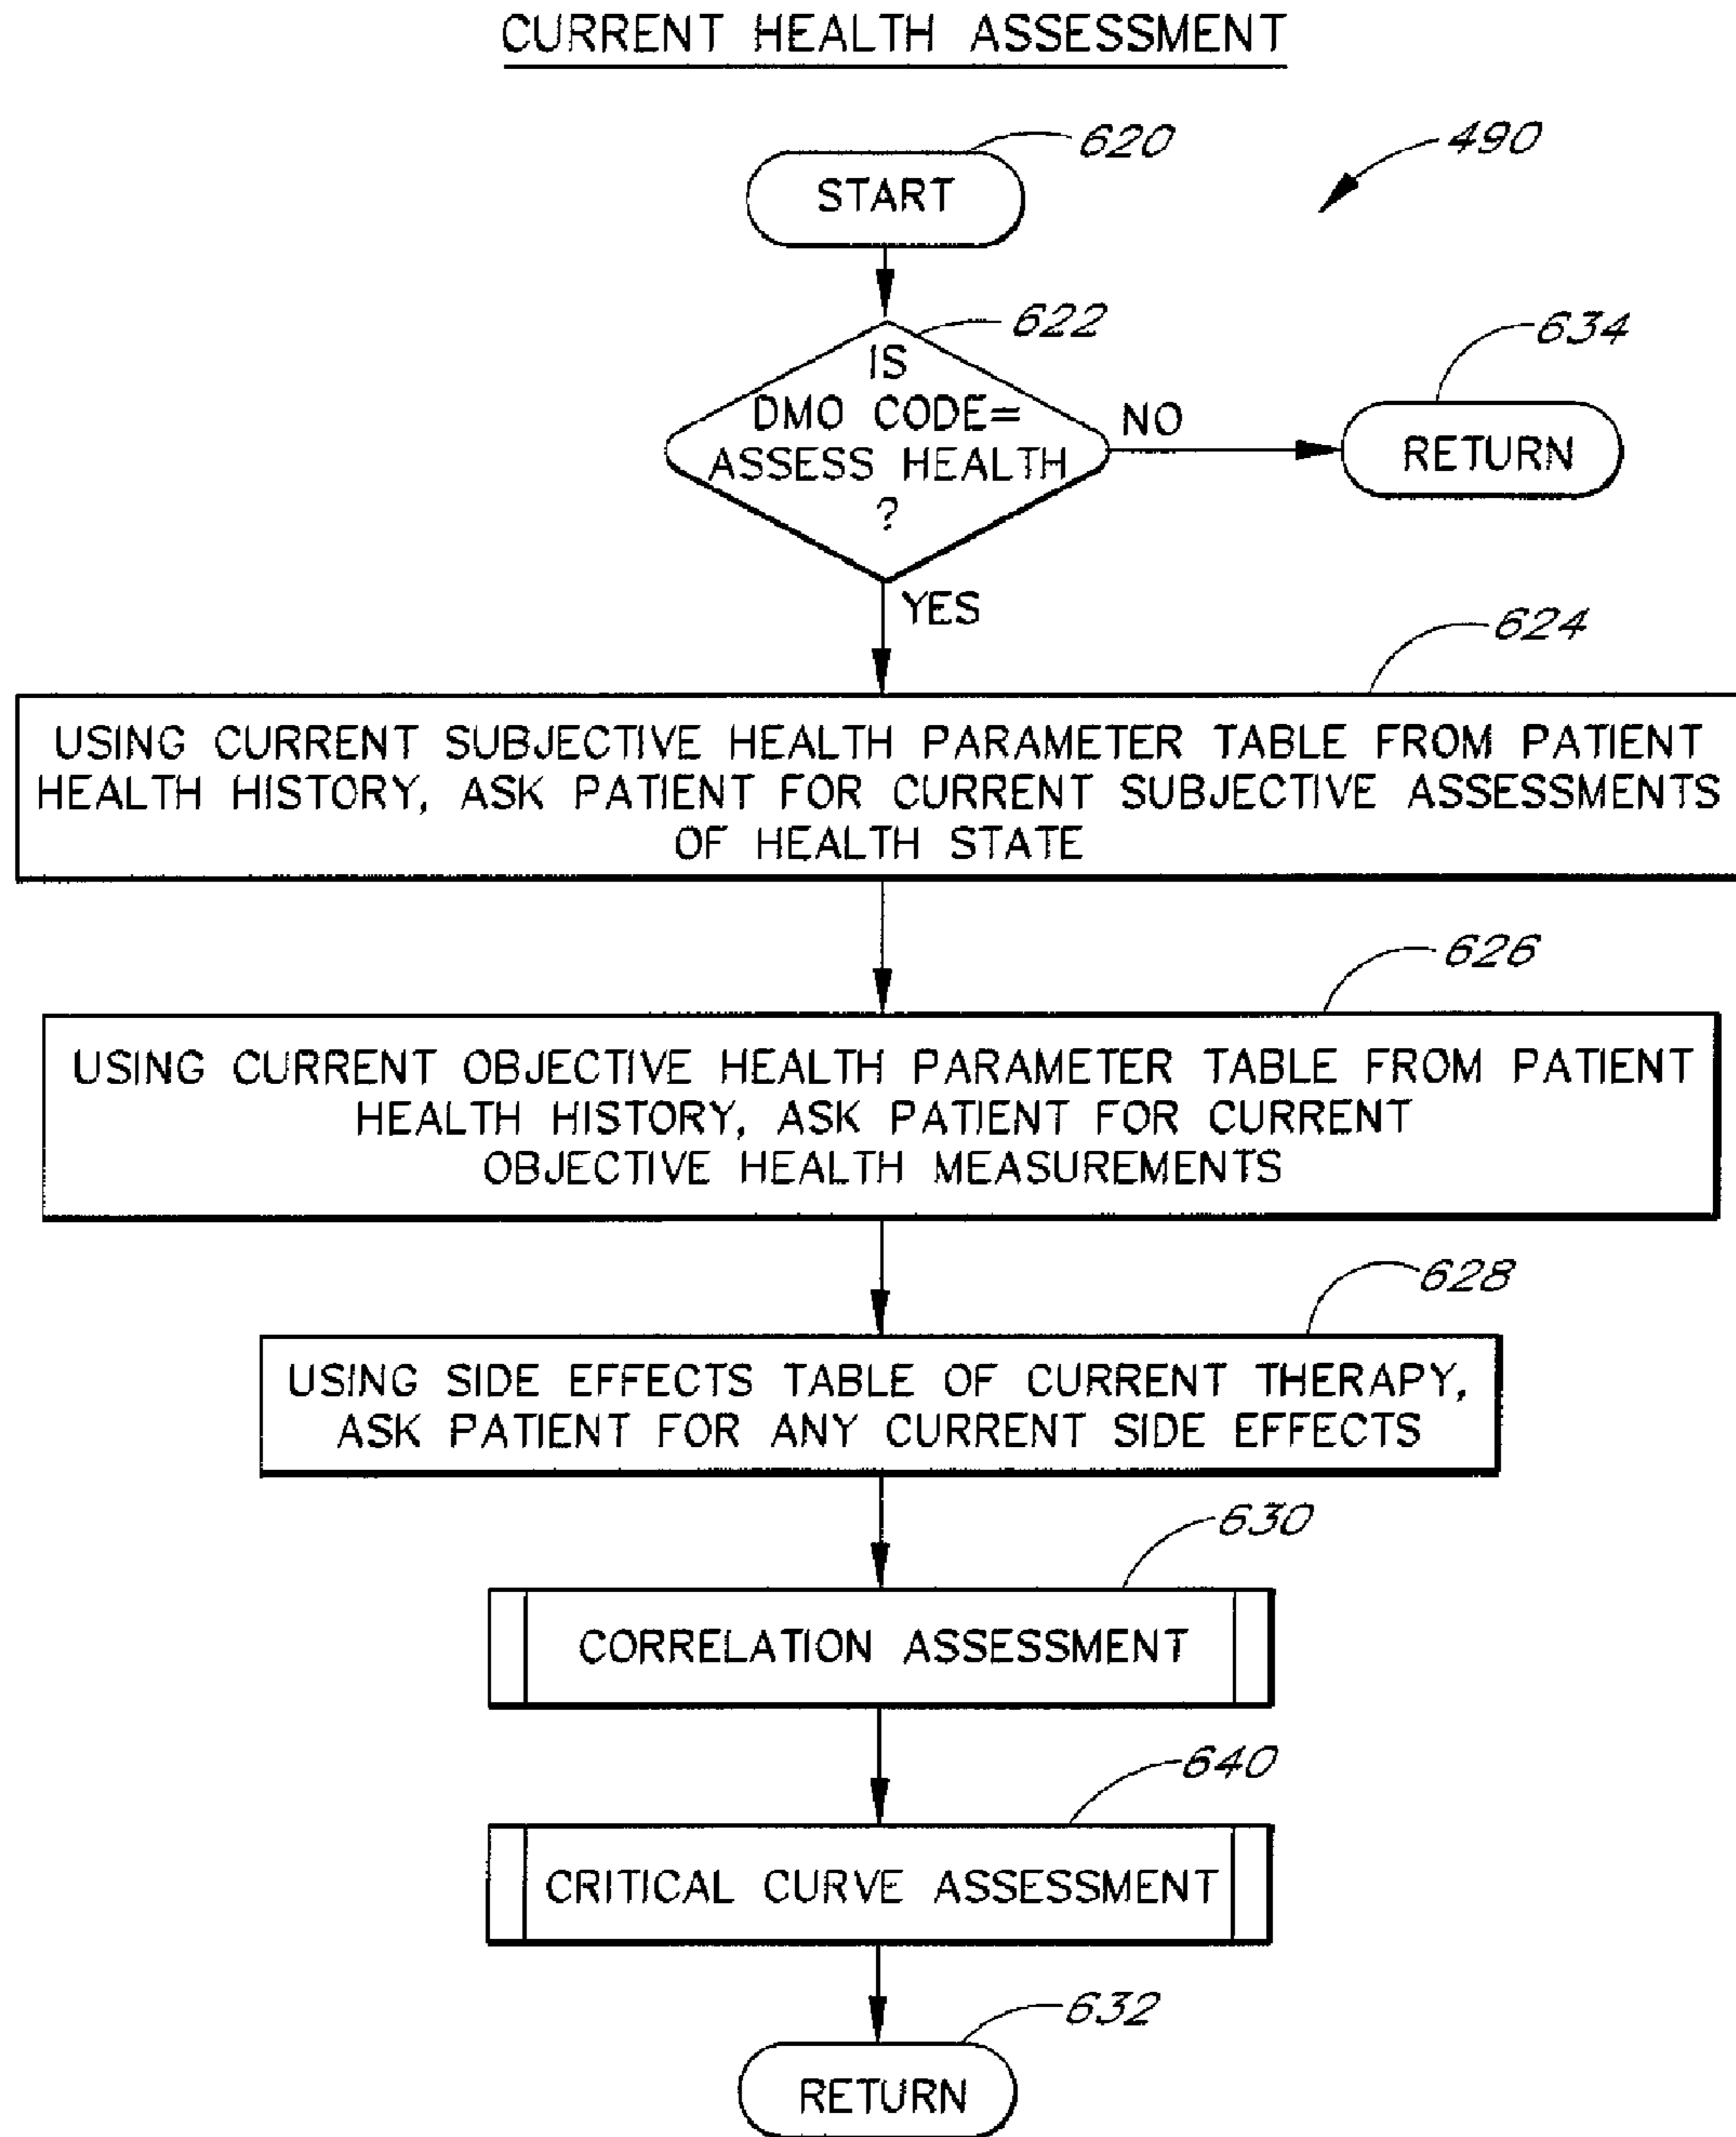 CURRENT HEALTH ASSESSMENT
620
490
START
622
634
IS
DMO CODE=
ASSESS HEALTH
?
NO
RETURN
YES
624
USING CURRENT SUBJECTIVE HEALTH PARAMETER TABLE FROM PATIENT
HEALTH HISTORY, ASK PATIENT FOR CURRENT SUBJECTIVE ASSESSMENTS
OF HEALTH STATE
626
USING CURRENT OBJECTIVE HEALTH PARAMETER TABLE FROM PATIENT
HEALTH HISTORY, ASK PATIENT FOR CURRENT
OBJECTIVE HEALTH MEASUREMENTS
628
USING SIDE EFFECTS TABLE OF CURRENT THERAPY,
ASK PATIENT FOR ANY CURRENT SIDE EFFECTS
630
CORRELATION ASSESSMENT
640
CRITICAL CURVE ASSESSMENT
632
RETURN